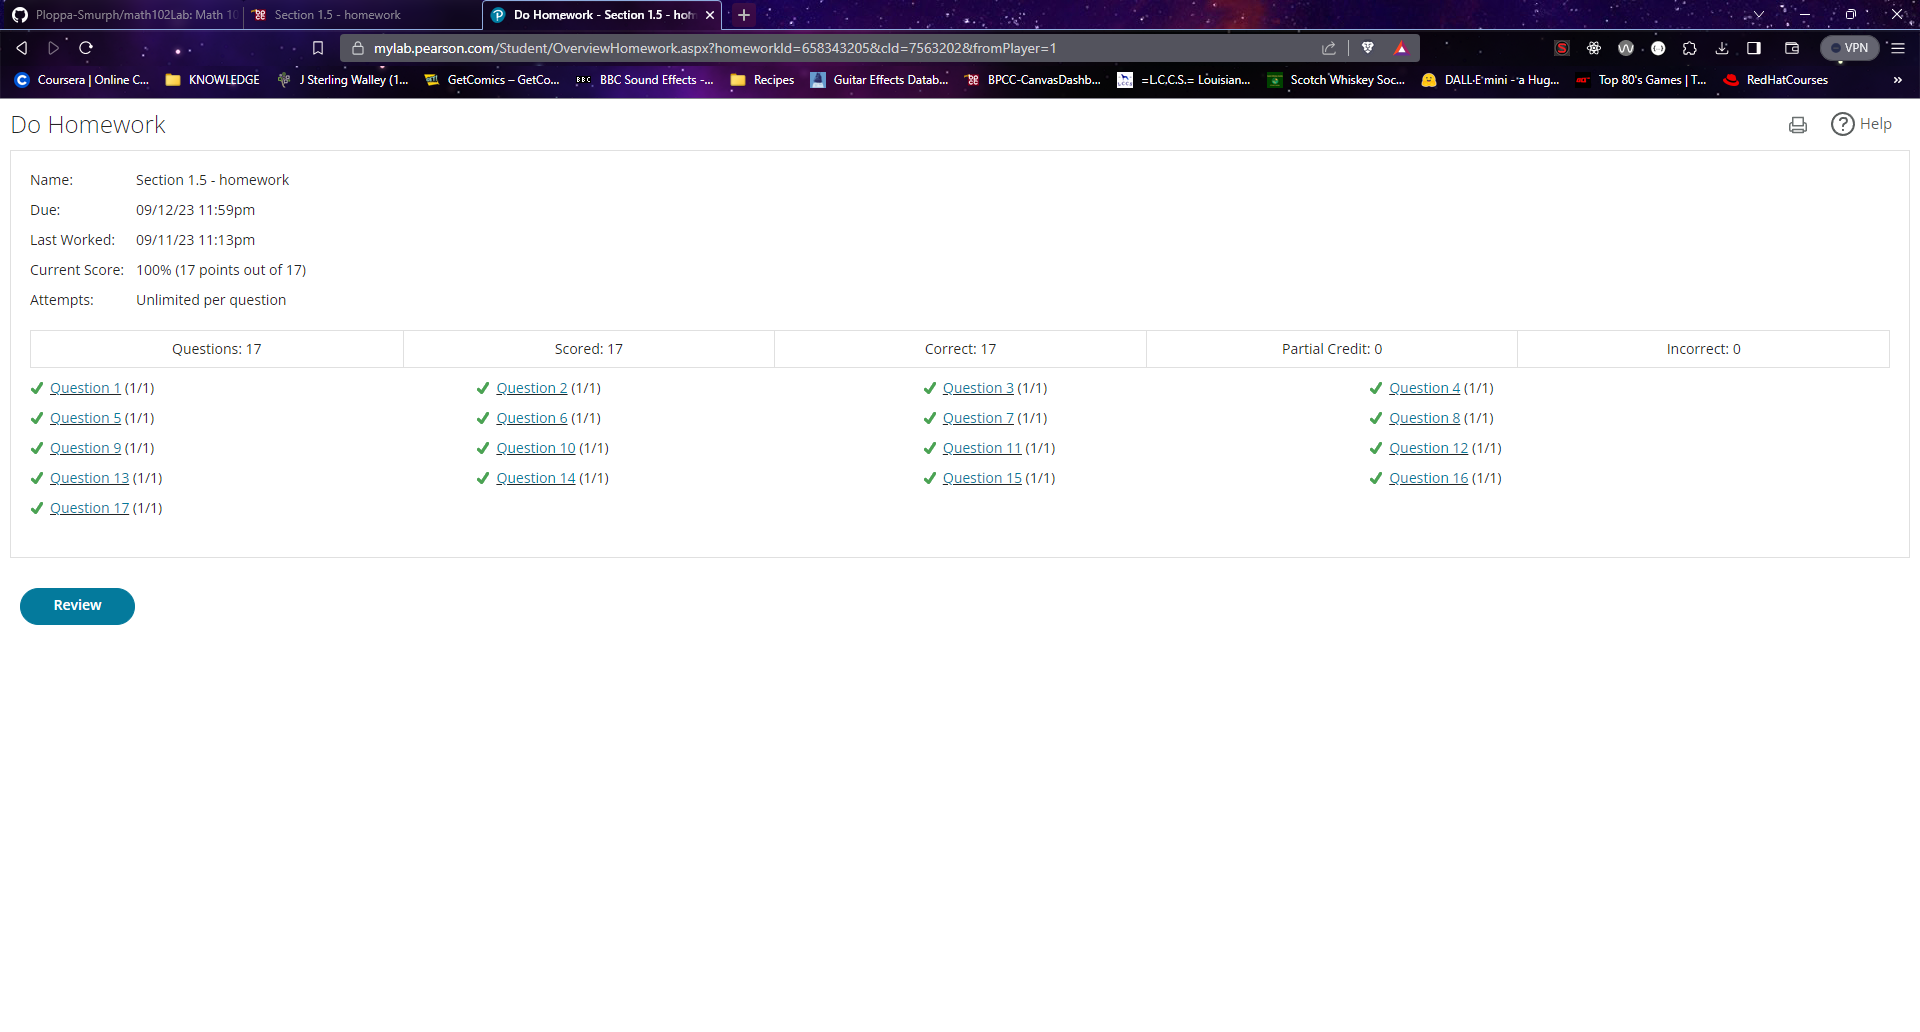 Ploppa-Smurph/math102Lab: Math 10
Section 1.5 - homework
Do Homework - Section 1.5 - hom
mylab.pearson.com/Student/OverviewHomework.aspx?homeworkId=658343205&cId=7563202&fromPlayer=1
VPN
Coursera | Online C...
KNOWLEDGE
J Sterling Walley (1...
GetComics – GetCo...
BBC Sound Effects -...
Recipes
Guitar Effects Datab...
BPCC-CanvasDashb...
=L.C.C.S.= Louisian...
Scotch Whiskey Soc...
DALL·E mini - a Hug...
Top 80's Games | T...
RedHatCourses
Do Homework
Help
Name: Section 1.5 - homework
Due: 09/12/23 11:59pm
Last Worked: 09/11/23 11:13pm
Current Score: 100% (17 points out of 17)
Attempts: Unlimited per question
Questions: 17 Scored: 17 Correct: 17 Partial Credit: 0 Incorrect: 0
Question 1 (1/1) Question 2 (1/1) Question 3 (1/1) Question 4 (1/1)
Question 5 (1/1) Question 6 (1/1) Question 7 (1/1) Question 8 (1/1)
Question 9 (1/1) Question 10 (1/1) Question 11 (1/1) Question 12 (1/1)
Question 13 (1/1) Question 14 (1/1) Question 15 (1/1) Question 16 (1/1)
Question 17 (1/1)
Review